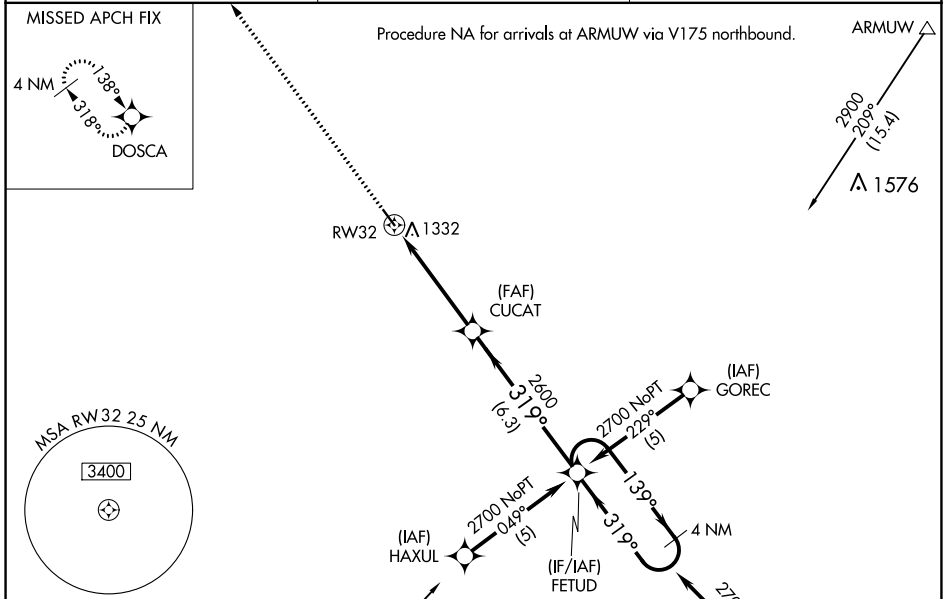 MISSED APCH FIX
4 NM
138°
318°
DOSCA
Procedure NA for arrivals at ARMUW via V175 northbound.
ARMUW
2900
209°
(15.4)
1576
RW32
1332
(FAF)
CUCAT
2600
319°
(6.3)
(IAF)
GOREC
2700 NoPT
229°
(5)
MSA RW32 25 NM
3400
139°
4 NM
319°
2700 NoPT
049°
(5)
(IAF)
HAXUL
(IF/IAF)
FETUD